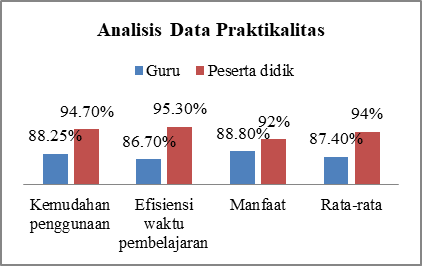 Analisis Data Praktikalitas
Guru Peserta didik
88.25% 94.70% 86.70% 95.30% 88.80% 92% 87.40% 94%
Kemudahan penggunaan
Efisiensi waktu pembelajaran
Manfaat
Rata-rata